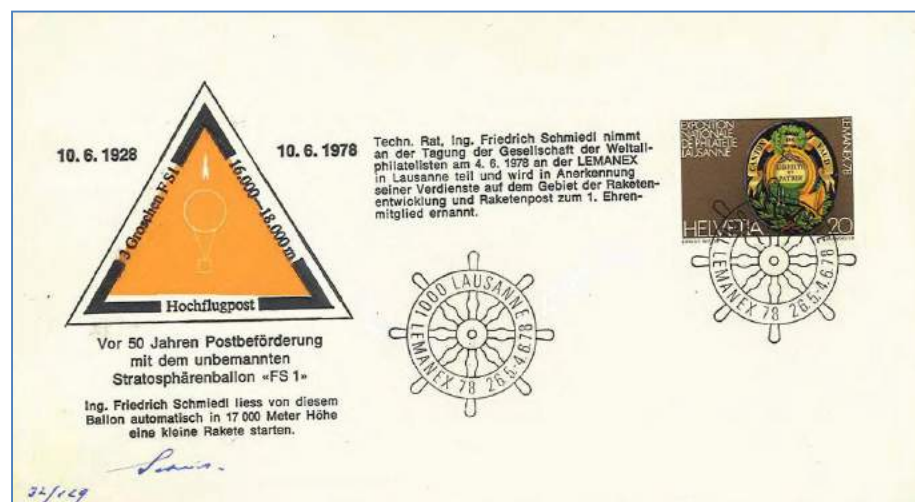 10.6.1928
10.6.1978
3 Groschen FS1
16.000—18.000 m
Hochflugpost
Vor 50 Jahren Postbeförderung
mit dem unbemannten
Stratosphärenballon «FS 1»
Ing. Friedrich Schmiedl liess von diesem
Ballon automatisch in 17 000 Meter Höhe
eine kleine Rakete starten.
32/129
Techn. Rat, Ing. Friedrich Schmiedl nimmt
an der Tagung der Gesellschaft der Weltall-
philatelisten am 4. 6. 1978 an der LEMANEX
in Lausanne teil und wird in Anerkennung
seiner Verdienste auf dem Gebiet der Raketen-
entwicklung und Raketenpost zum 1. Ehren-
mitglied ernannt.
1000 LAUSANNE 8
LEMANEX 78 26.5.-4.6.78
EXPOSITION
NATIONALE
DE PHILATELIE
LAUSANNE
LEMANEX 78
CANTON VAUD
LIBERTÉ
ET
PATRIE
HELVETIA 20
LEMANEX 78 26.5.-4.6.78